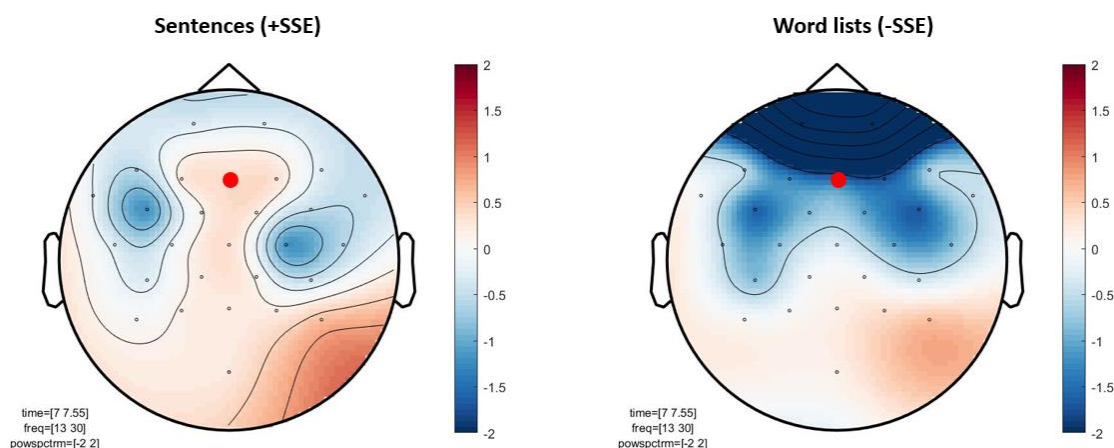 Sentences (+SSE)
2
1.5
1
0.5
0
-0.5
-1
-1.5
-2
time=[7 7.55]
freq=[13 30]
powspctrm=[-2 2]
Word lists (-SSE)
2
1.5
1
0.5
0
-0.5
-1
-1.5
-2
time=[7 7.55]
freq=[13 30]
powspctrm=[-2 2]